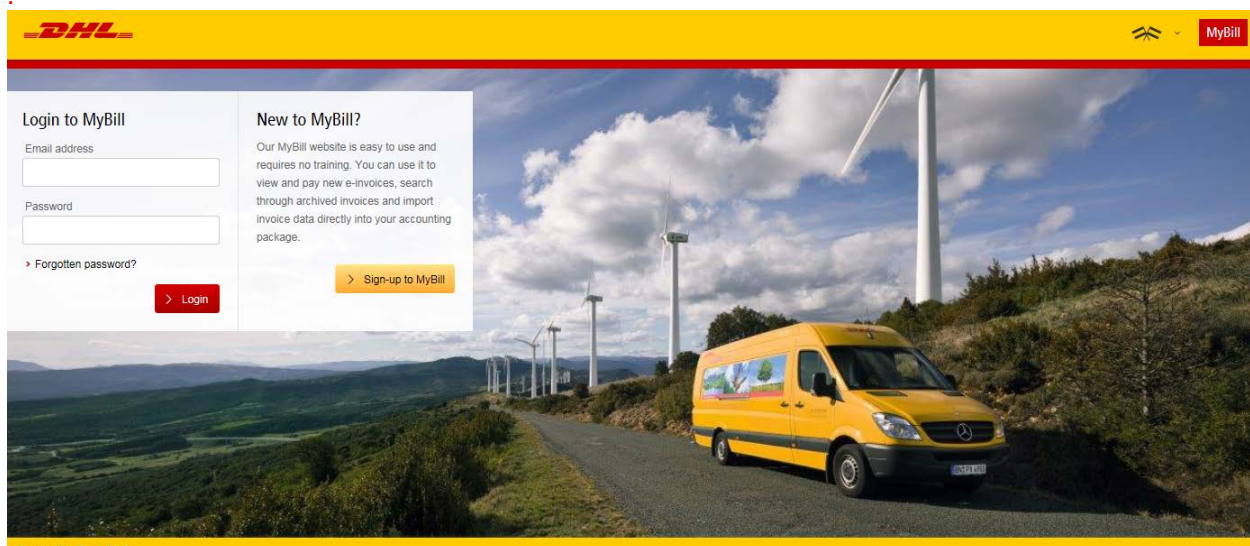 DHL
MyBill
Login to MyBill
Email address
Password
Forgotten password?
Login
New to MyBill?
Our MyBill website is easy to use and
requires no training. You can use it to
view and pay new e-invoices, search
through archived invoices and import
invoice data directly into your accounting
package.
Sign-up to MyBill